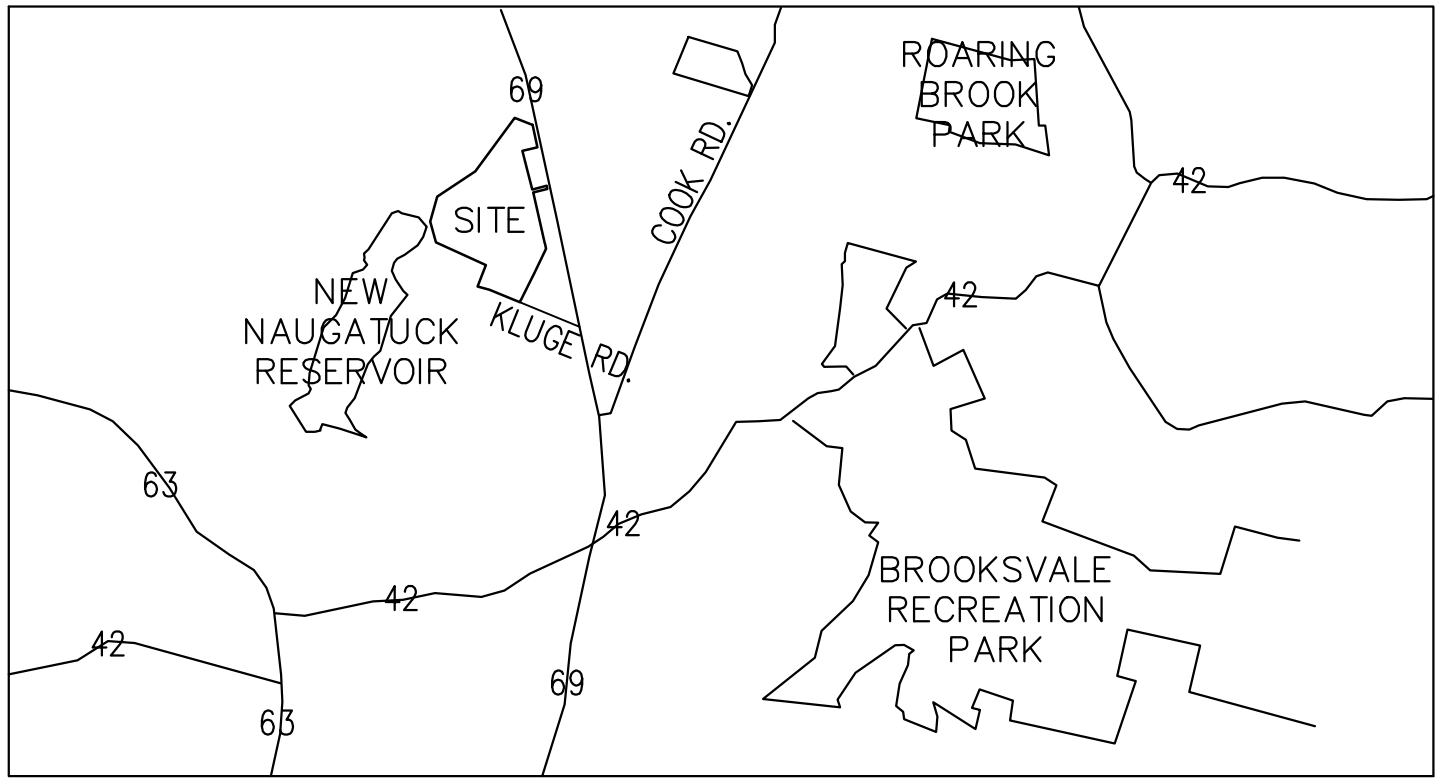 ROARING
BROOK
PARK
69
COOK RD.
42
SITE
NEW
NAUGATUCK
RESERVOIR
42
KLUGE RD.
63
42
BROOKSVALE
RECREATION
PARK
42
42
69
63